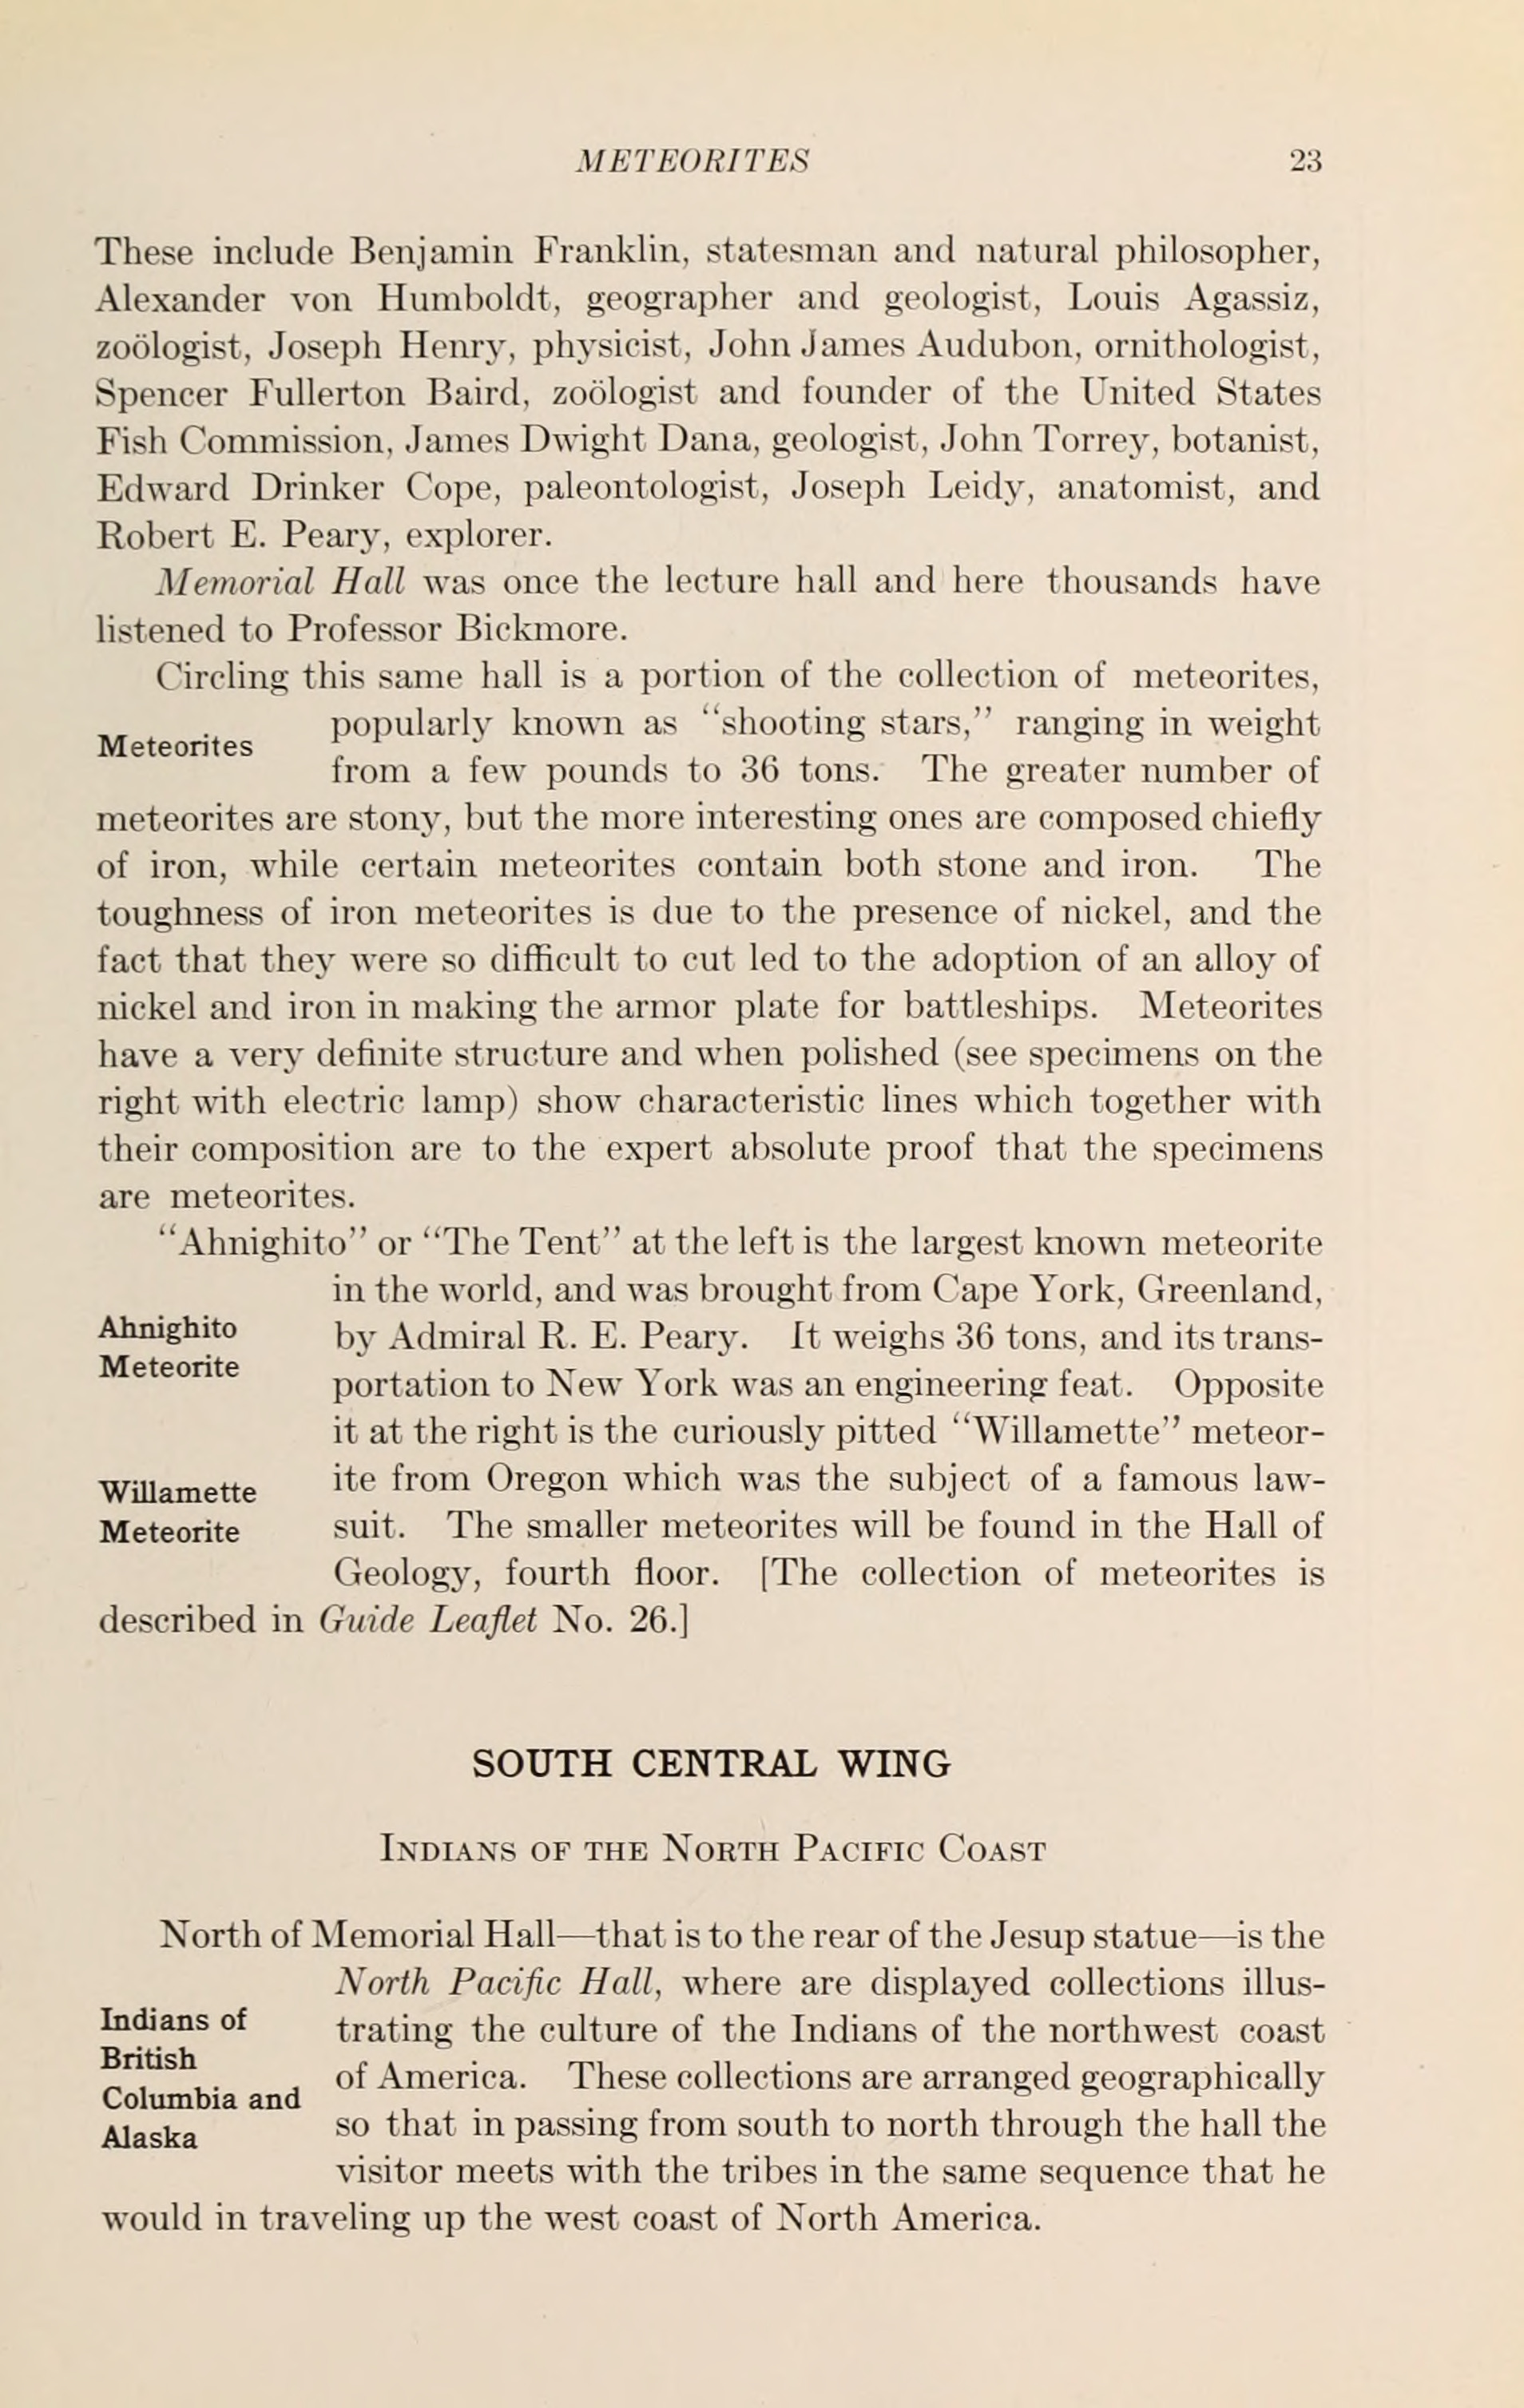 METEORITES 23
These include Benjamin Franklin, statesman and natural philosopher,
Alexander von Humboldt, geographer and geologist, Louis Agassiz,
zoölogist, Joseph Henry, physicist, John James Audubon, ornithologist,
Spencer Fullerton Baird, zoölogist and founder of the United States
Fish Commission, James Dwight Dana, geologist, John Torrey, botanist,
Edward Drinker Cope, paleontologist, Joseph Leidy, anatomist, and
Robert E. Peary, explorer.
Memorial Hall was once the lecture hall and here thousands have
listened to Professor Bickmore.
Circling this same hall is a portion of the collection of meteorites,
Meteorites
popularly known as “shooting stars,” ranging in weight
from a few pounds to 36 tons. The greater number of
meteorites are stony, but the more interesting ones are composed chiefly
of iron, while certain meteorites contain both stone and iron. The
toughness of iron meteorites is due to the presence of nickel, and the
fact that they were so difficult to cut led to the adoption of an alloy of
nickel and iron in making the armor plate for battleships. Meteorites
have a very definite structure and when polished (see specimens on the
right with electric lamp) show characteristic lines which together with
their composition are to the expert absolute proof that the specimens
are meteorites.
“Ahnighito” or “The Tent” at the left is the largest known meteorite
in the world, and was brought from Cape York, Greenland,
Ahnighito
Meteorite
by Admiral R. E. Peary. It weighs 36 tons, and its trans-
portation to New York was an engineering feat. Opposite
it at the right is the curiously pitted “Willamette” meteor-
Willamette
Meteorite
ite from Oregon which was the subject of a famous law-
suit. The smaller meteorites will be found in the Hall of
Geology, fourth floor. [The collection of meteorites is
described in Guide Leaflet No. 26.]
SOUTH CENTRAL WING
INDIANS OF THE NORTH PACIFIC COAST
North of Memorial Hall—that is to the rear of the Jesup statue—is the
North Pacific Hall, where are displayed collections illus-
Indians of
British
Columbia and
Alaska
trating the culture of the Indians of the northwest coast
of America. These collections are arranged geographically
so that in passing from south to north through the hall the
visitor meets with the tribes in the same sequence that he
would in traveling up the west coast of North America.